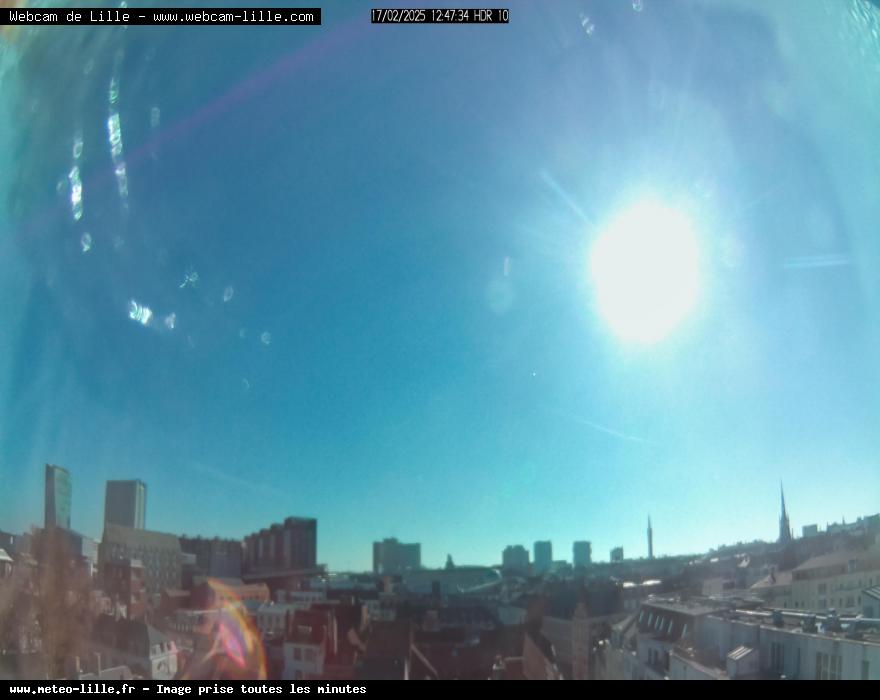 Webcam de Lille - www.webcam-lille.com
17/02/2025 12:47:34 HDR 10
www.meteo-lille.fr - Image prise toutes les minutes